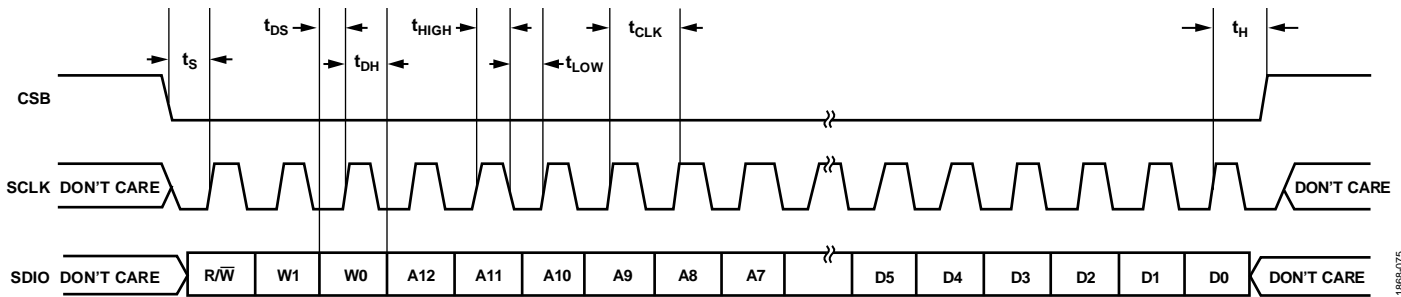 tDS
tHIGH
tCLK
tH
tS
tDH
tLOW
CSB
SCLK DON'T CARE
DON'T CARE
SDIO DON'T CARE R/W̅ W1 W0 A12 A11 A10 A9 A8 A7 D5 D4 D3 D2 D1 D0 DON'T CARE